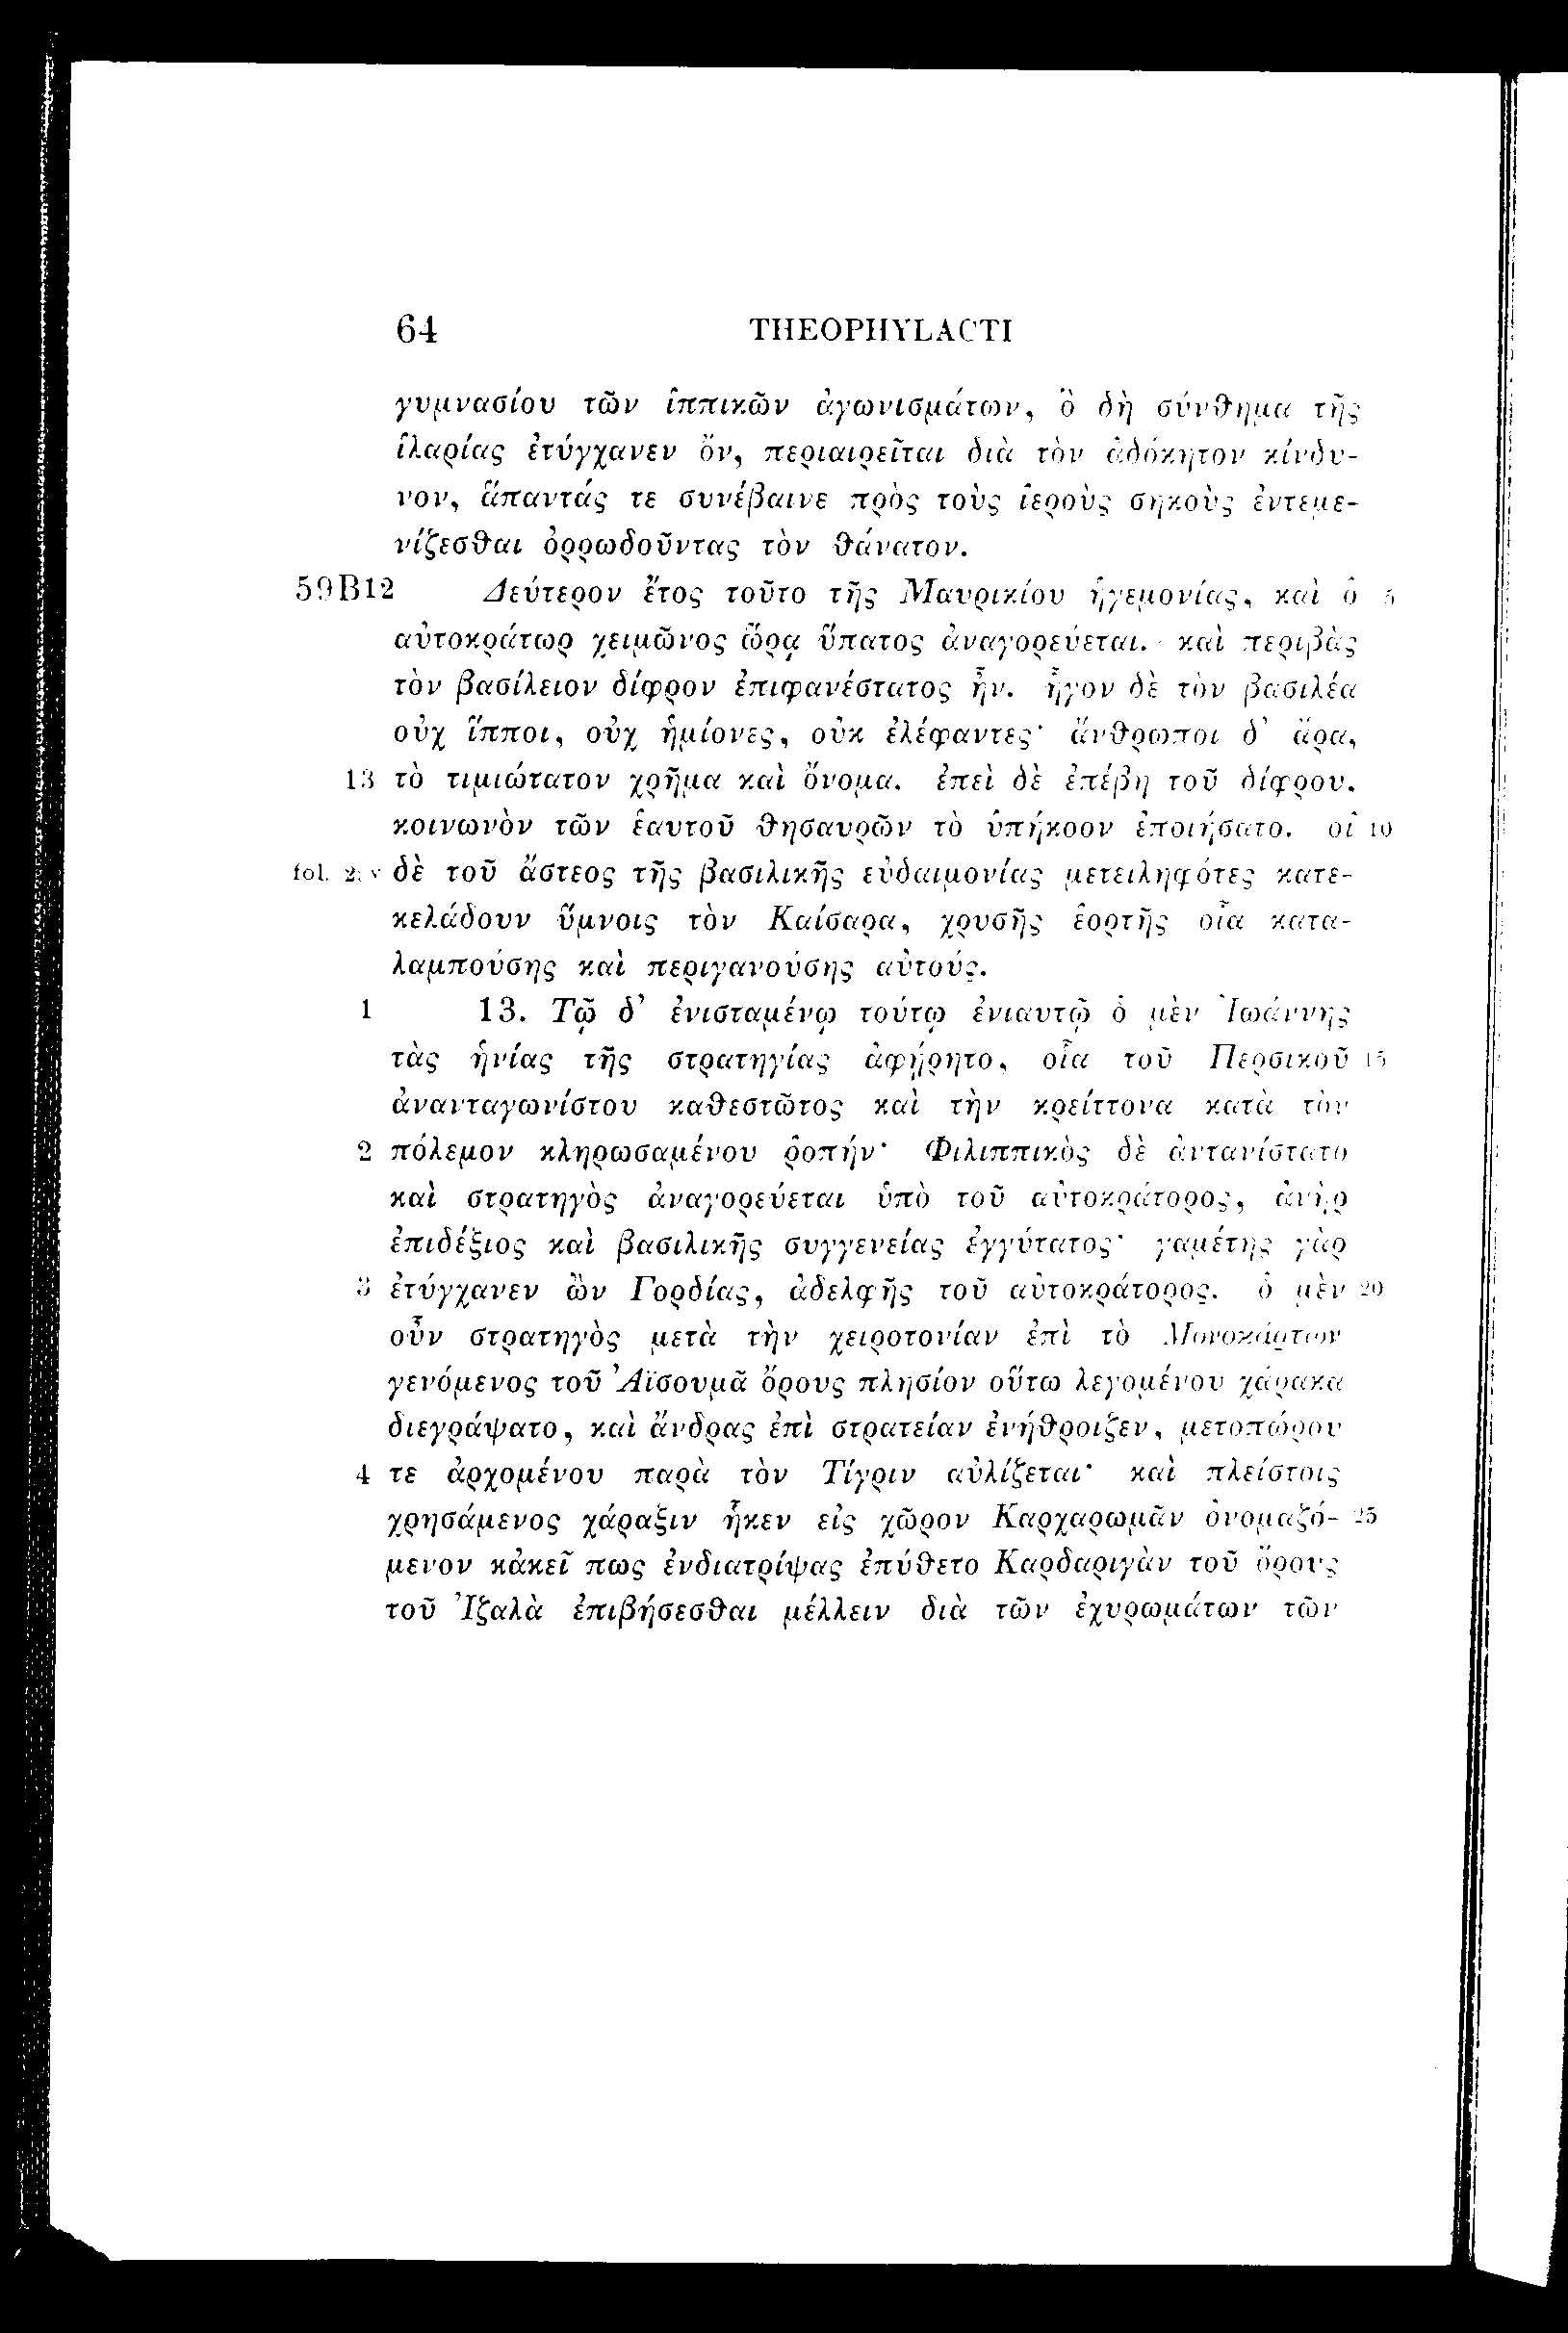 64 THEOPHYLACTI
γυμνασίου τῶν ἱππικῶν ἀγωνισμάτων, ὃ δὴ σύνθημα τῆς
ἱλαρίας ἐτύγχανεν ὄν, περιαιρεῖται διὰ τὸν ἀδόκητον κίνδυ-
νον, ἅπαντάς τε συνέβαινε πρὸς τοὺς ἱεροὺς σηκοὺς ἐντεμε-
νίζεσθαι ὀρρωδοῦντας τὸν θάνατον.
59B12 Δεύτερον ἔτος τοῦτο τῆς Μαυρικίου ἡγεμονίας, καὶ ὁ 5
αὐτοκράτωρ χειμῶνος ὥρᾳ ὕπατος ἀναγορεύεται. καὶ περιβὰς
τὸν βασίλειον δίφρον ἐπιφανέστατος ἦν. ἦγον δὲ τὸν βασιλέα
οὐχ ἵπποι, οὐχ ἡμίονες, οὐκ ἐλέφαντες· ἄνθρωποι δ' ἄρα,
13 τὸ τιμιώτατον χρῆμα καὶ ὄνομα. ἐπεὶ δὲ ἐπέβη τοῦ δίφρου.
κοινωνὸν τῶν ἑαυτοῦ θησαυρῶν τὸ ὑπήκοον ἐποιήσατο. οἱ 10
fol. v δὲ τοῦ ἄστεος τῆς βασιλικῆς εὐδαιμονίας μετειληφότες κατε-
κελάδουν ὕμνοις τὸν Καίσαρα, χρυσῆς ἑορτῆς οἷα κατα-
λαμπούσης καὶ περιγανούσης αὐτούς.
1 13. Τῷ δ' ἐνισταμένῳ τούτῳ ἐνιαυτῷ ὁ μὲν Ἰωάννης
τὰς ἡνίας τῆς στρατηγίας ἀφῄρητο, οἷα τοῦ Περσικοῦ 15
ἀνανταγωνίστου καθεστῶτος καὶ τὴν κρείττονα κατὰ τὸν
2 πόλεμον κληρωσαμένου ῥοπήν· Φιλιππικὸς δὲ ἀντανίστατο
καὶ στρατηγὸς ἀναγορεύεται ὑπὸ τοῦ αὐτοκράτορος, ἀνὴρ
ἐπιδέξιος καὶ βασιλικῆς συγγενείας ἐγγύτατος· γαμέτης γὰρ
3 ἐτύγχανεν ὢν Γορδίας, ἀδελφῆς τοῦ αὐτοκράτορος. ὁ μὲν 20
οὖν στρατηγὸς μετὰ τὴν χειροτονίαν ἐπὶ τὸ Μονοκάρτων
γενόμενος τοῦ Ἀϊσουμᾶ ὄρους πλησίον οὕτω λεγομένου χάρακα
διεγράψατο, καὶ ἄνδρας ἐπὶ στρατείαν ἐνήθροιζεν, μετοπώρου
4 τε ἀρχομένου παρὰ τὸν Τίγριν αὐλίζεται· καὶ πλείστοις
χρησάμενος χάραξιν ἧκεν εἰς χῶρον Καρχαρωμᾶν ὀνομαζό- 25
μενον κἀκεῖ πως ἐνδιατρίψας ἐπύθετο Καρδαριγὰν τοῦ ὄρους
τοῦ Ἰζαλὰ ἐπιβήσεσθαι μέλλειν διὰ τῶν ἐχυρωμάτων τῶν